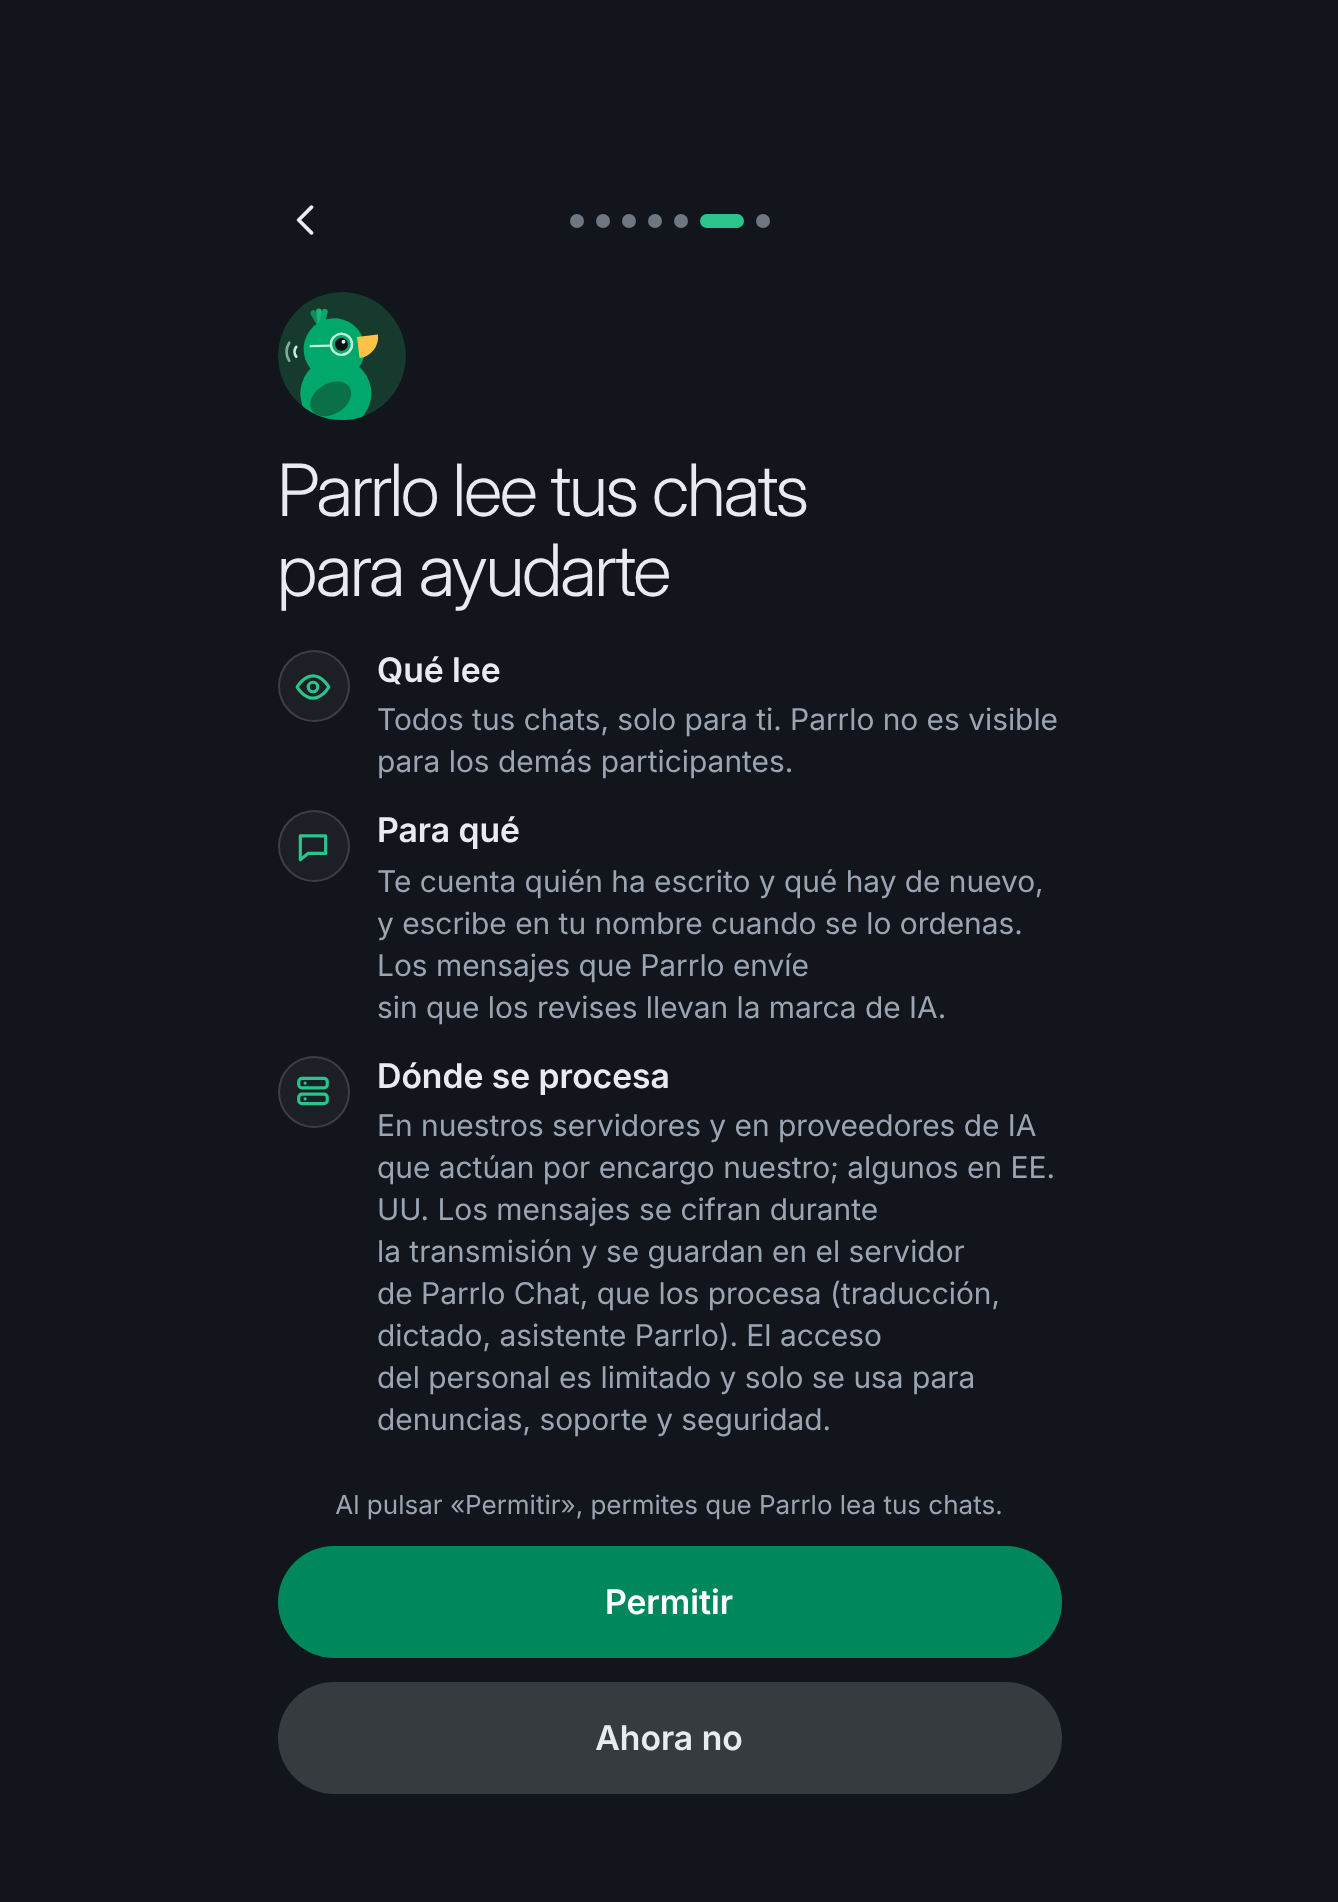 Parrlo lee tus chats
para ayudarte
Qué lee
Todos tus chats, solo para ti. Parrlo no es visible
para los demás participantes.
Para qué
Te cuenta quién ha escrito y qué hay de nuevo,
y escribe en tu nombre cuando se lo ordenas.
Los mensajes que Parrlo envíe
sin que los revises llevan la marca de IA.
Dónde se procesa
En nuestros servidores y en proveedores de IA
que actúan por encargo nuestro; algunos en EE.
UU. Los mensajes se cifran durante
la transmisión y se guardan en el servidor
de Parrlo Chat, que los procesa (traducción,
dictado, asistente Parrlo). El acceso
del personal es limitado y solo se usa para
denuncias, soporte y seguridad.
Al pulsar «Permitir», permites que Parrlo lea tus chats.
Permitir
Ahora no